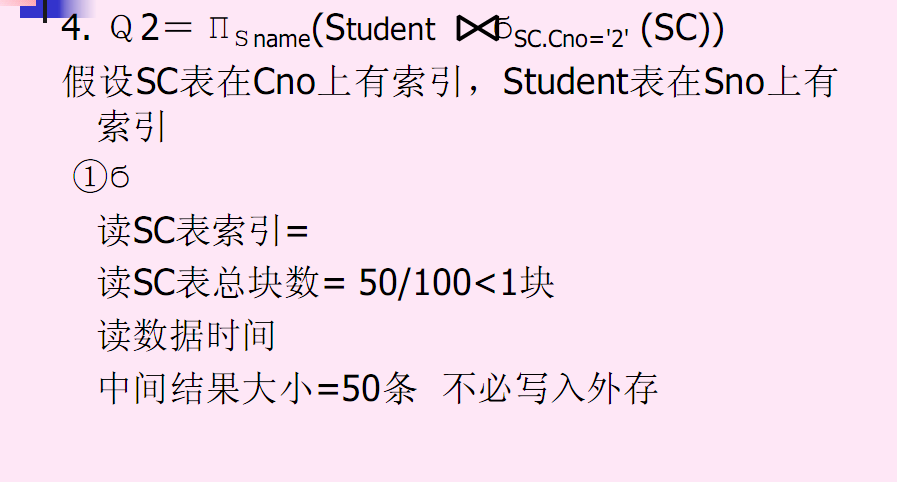 4. Q2＝ ΠSname(Student ⋈бSC.Cno='2' (SC))
假设SC表在Cno上有索引，Student表在Sno上有
索引
①б
读SC表索引=
读SC表总块数= 50/100<1块
读数据时间
中间结果大小=50条 不必写入外存